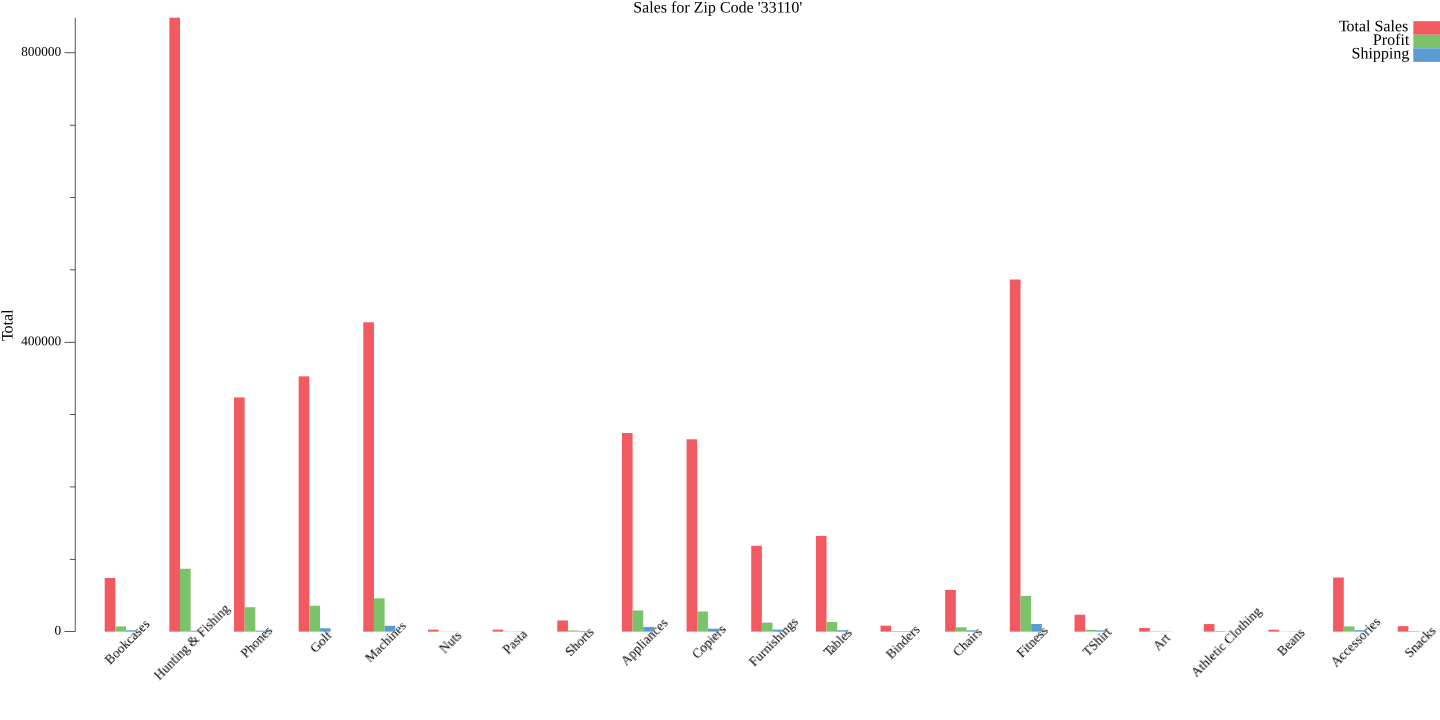 Sales for Zip Code '33110'
Total Sales
Profit
Shipping
Total
800000
400000
0
Bookcases
Hunting & Fishing
Phones
Golf
Machines
Nuts
Pasta
Shorts
Appliances
Copiers
Furnishings
Tables
Binders
Chairs
Fitness
TShirt
Art
Athletic Clothing
Beans
Accessories
Snacks